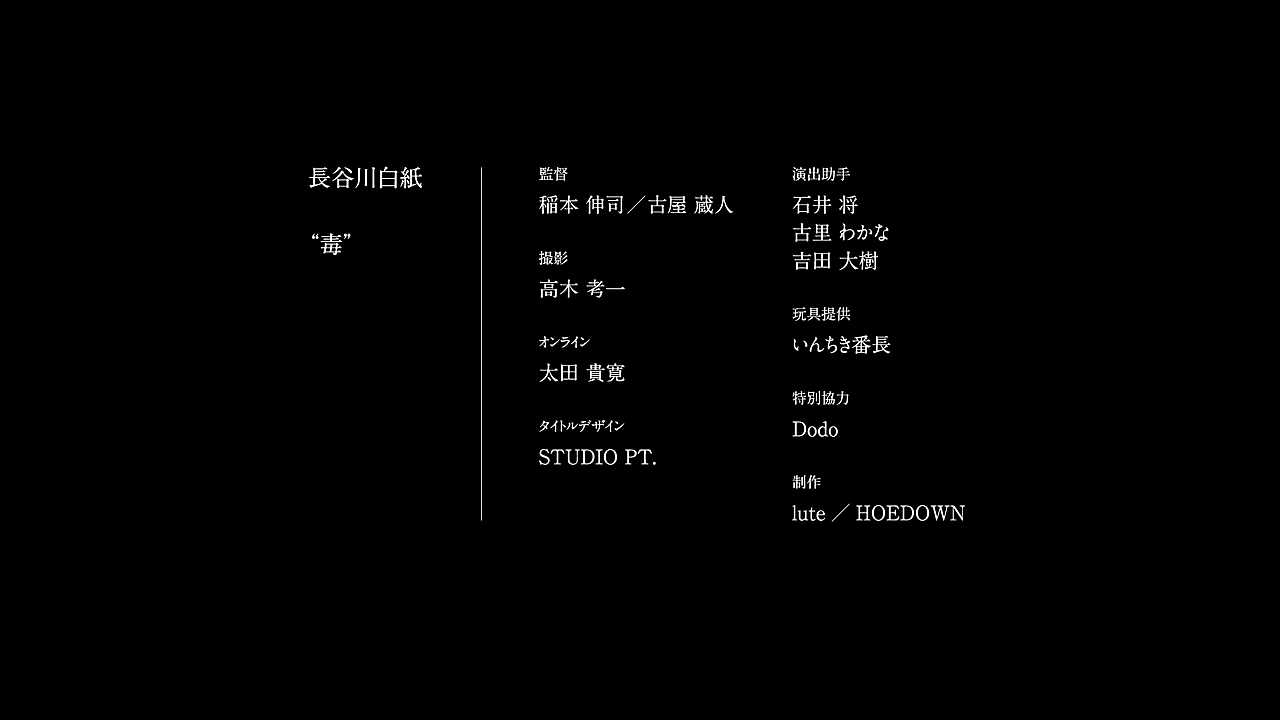 長谷川白紙
“毒”
監督
稲本 伸司／古屋 蔵人
撮影
高木 考一
オンライン
太田 貴寛
タイトルデザイン
STUDIO PT.
演出助手
石井 将
古里 わかな
吉田 大樹
玩具提供
いんちき番長
特別協力
Dodo
制作
lute ／ HOEDOWN